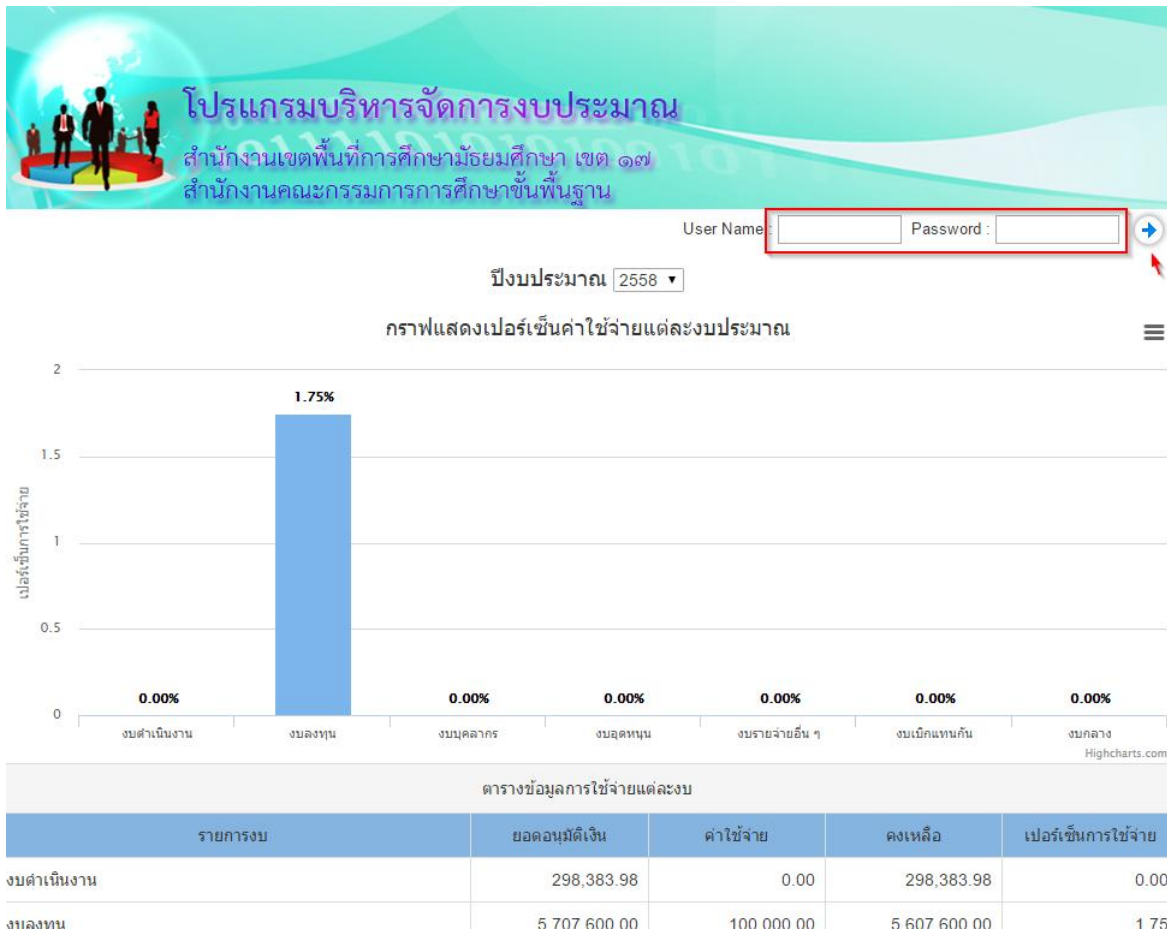 โปรแกรมบริหารจัดการงบประมาณ
สำนักงานเขตพื้นที่การศึกษามัธยมศึกษา เขต ๑๗
สำนักงานคณะกรรมการการศึกษาขั้นพื้นฐาน
User Name : Password :
ปีงบประมาณ 2558
กราฟแสดงเปอร์เซ็นค่าใช้จ่ายแต่ละงบประมาณ
เปอร์เซ็นการใช้จ่าย
2
1.5
1
0.5
0
0.00% 1.75% 0.00% 0.00% 0.00% 0.00% 0.00%
งบดำเนินงาน งบลงทุน งบบุคลากร งบอุดหนุน งบรายจ่ายอื่น ๆ งบเบิกแทนกัน งบกลาง
Highcharts.com
ตารางข้อมูลการใช้จ่ายแต่ละงบ
รายการงบ ยอดอนุมัติเงิน ค่าใช้จ่าย คงเหลือ เปอร์เซ็นการใช้จ่าย
งบดำเนินงาน 298,383.98 0.00 298,383.98 0.00
งบลงทุน 5,707,600.00 100,000.00 5,607,600.00 1.75